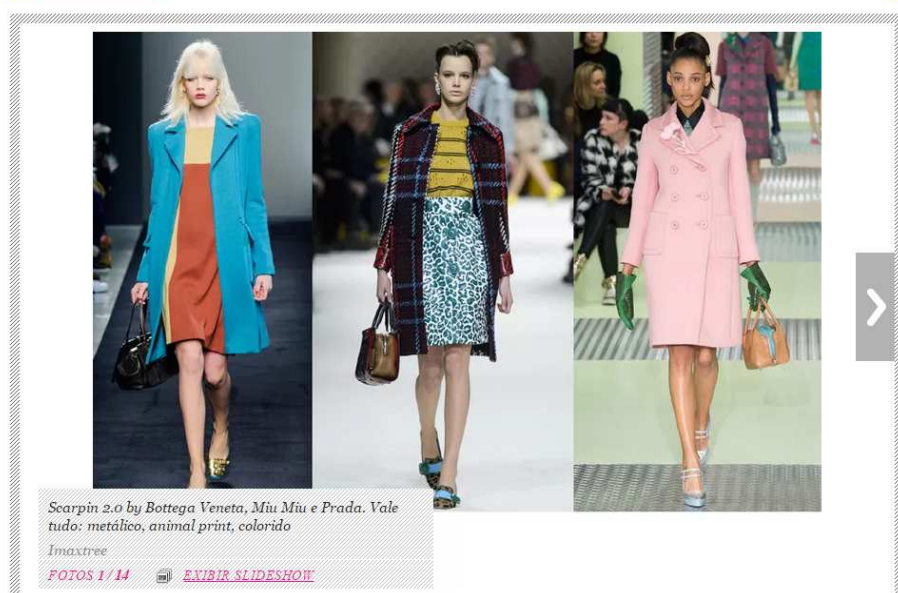 Scarpin 2.0 by Bottega Veneta, Miu Miu e Prada. Vale
tudo: metálico, animal print, colorido
Imaxtree
FOTOS 1 / 14 EXIBIR SLIDESHOW